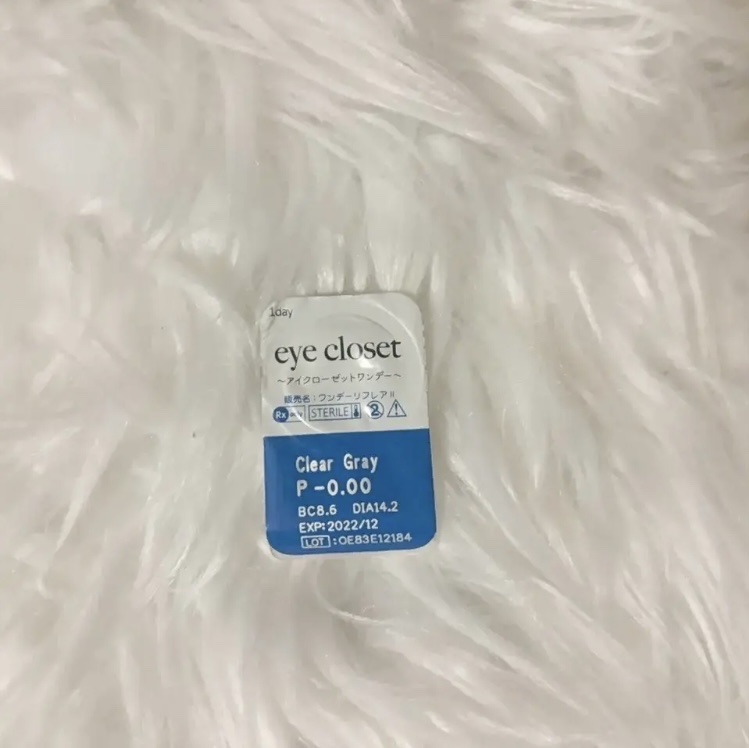 1day
eye closet
～アイクローゼットワンデー～
販売名：ワンデーリフレアⅡ
Rx STERILE 2
Clear Gray
P -0.00
BC8.6 DIA14.2
EXP:2022/12
LOT :OE83E12184